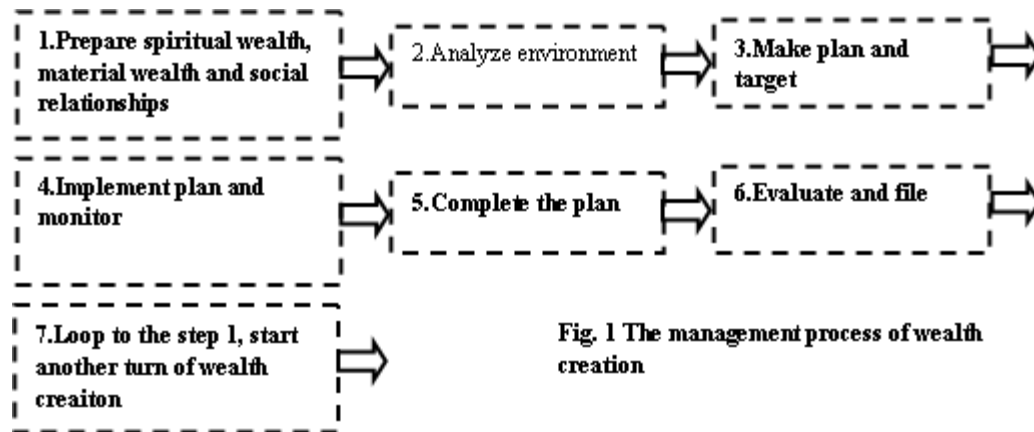 1.Prepare spiritual wealth,
material wealth and social
relationships
2.Analyze environment
3.Make plan and
target
4.Implement plan and
monitor
5.Complete the plan
6.Evaluate and file
7.Loop to the step 1, start
another turn of wealth
creaiton
Fig. 1 The management process of wealth
creation